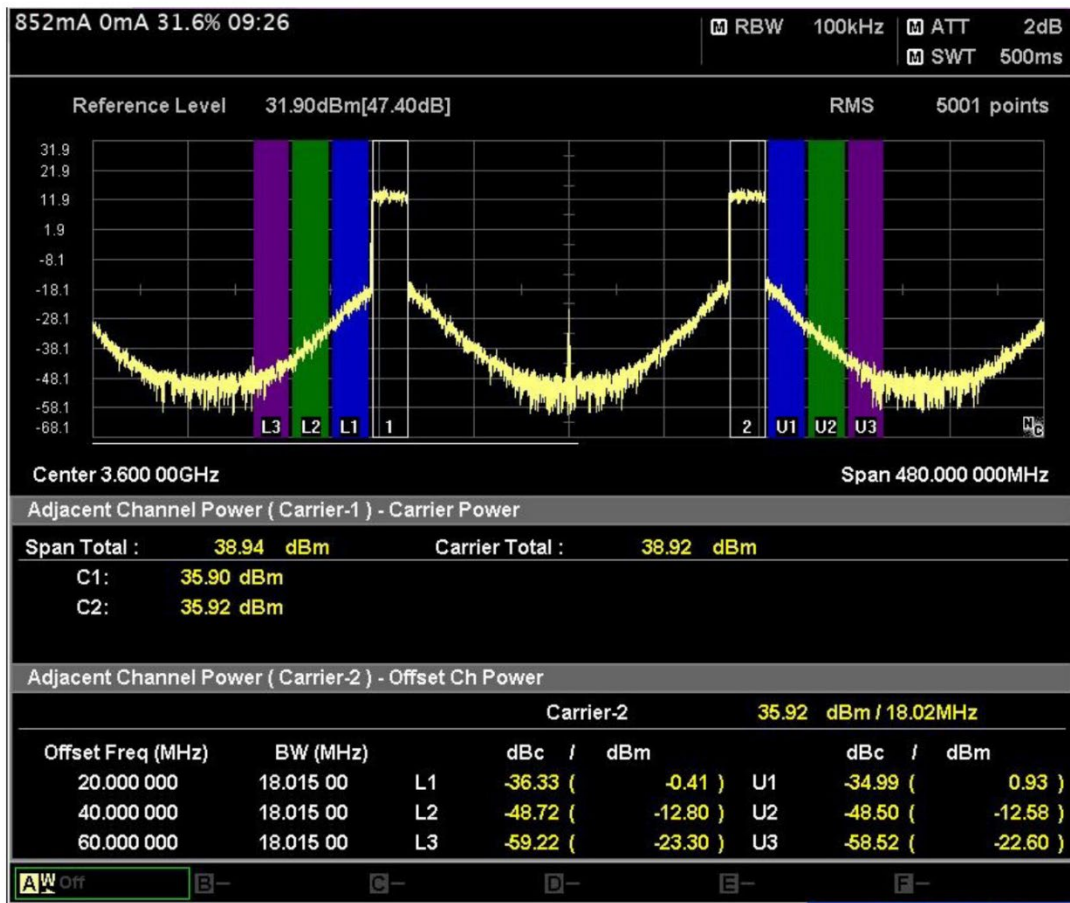 852mA 0mA 31.6% 09:26
M RBW 100kHz M ATT 2dB
M SWT 500ms
Reference Level 31.90dBm[47.40dB] RMS 5001 points
31.9
21.9
11.9
1.9
-8.1
-18.1
-28.1
-38.1
-48.1
-58.1
-68.1
L3 L2 L1 1 2 U1 U2 U3 NC
Center 3.600 00GHz Span 480.000 000MHz
Adjacent Channel Power ( Carrier-1 ) - Carrier Power
Span Total : 38.94 dBm Carrier Total : 38.92 dBm
C1: 35.90 dBm
C2: 35.92 dBm
Adjacent Channel Power ( Carrier-2 ) - Offset Ch Power
Carrier-2 35.92 dBm / 18.02MHz
Offset Freq (MHz) BW (MHz) dBc / dBm dBc / dBm
20.000 000 18.015 00 L1 -36.33 ( -0.41 ) U1 -34.99 ( 0.93 )
40.000 000 18.015 00 L2 -48.72 ( -12.80 ) U2 -48.50 ( -12.58 )
60.000 000 18.015 00 L3 -59.22 ( -23.30 ) U3 -58.52 ( -22.60 )
A W Off B- C- D- E- F-